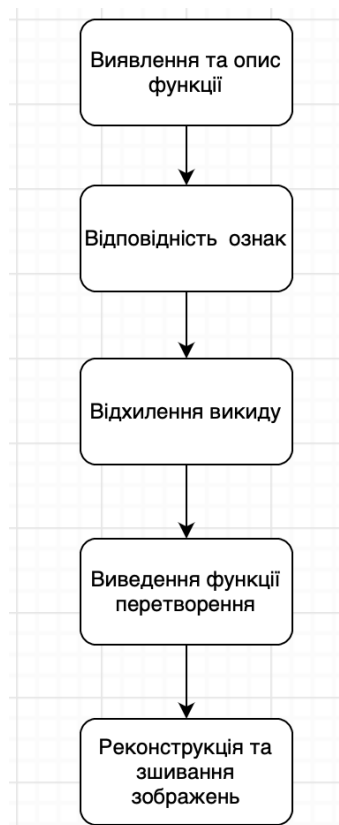 Виявлення та опис
функції
Відповідність ознак
Відхилення викиду
Виведення функції
перетворення
Реконструкція та
зшивання
зображень